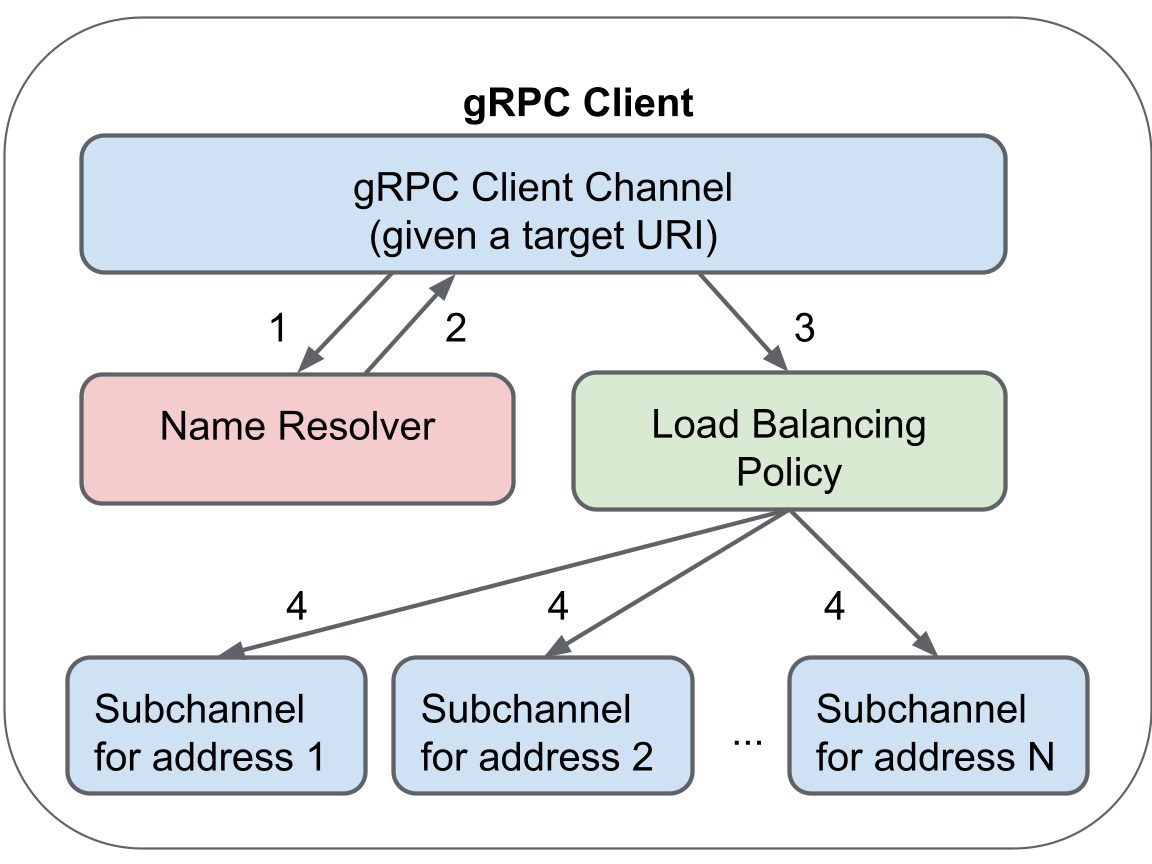 gRPC Client
gRPC Client Channel
(given a target URI)
1
2
3
Name Resolver
Load Balancing
Policy
4
4
4
Subchannel
for address 1
Subchannel
for address 2
...
Subchannel
for address N